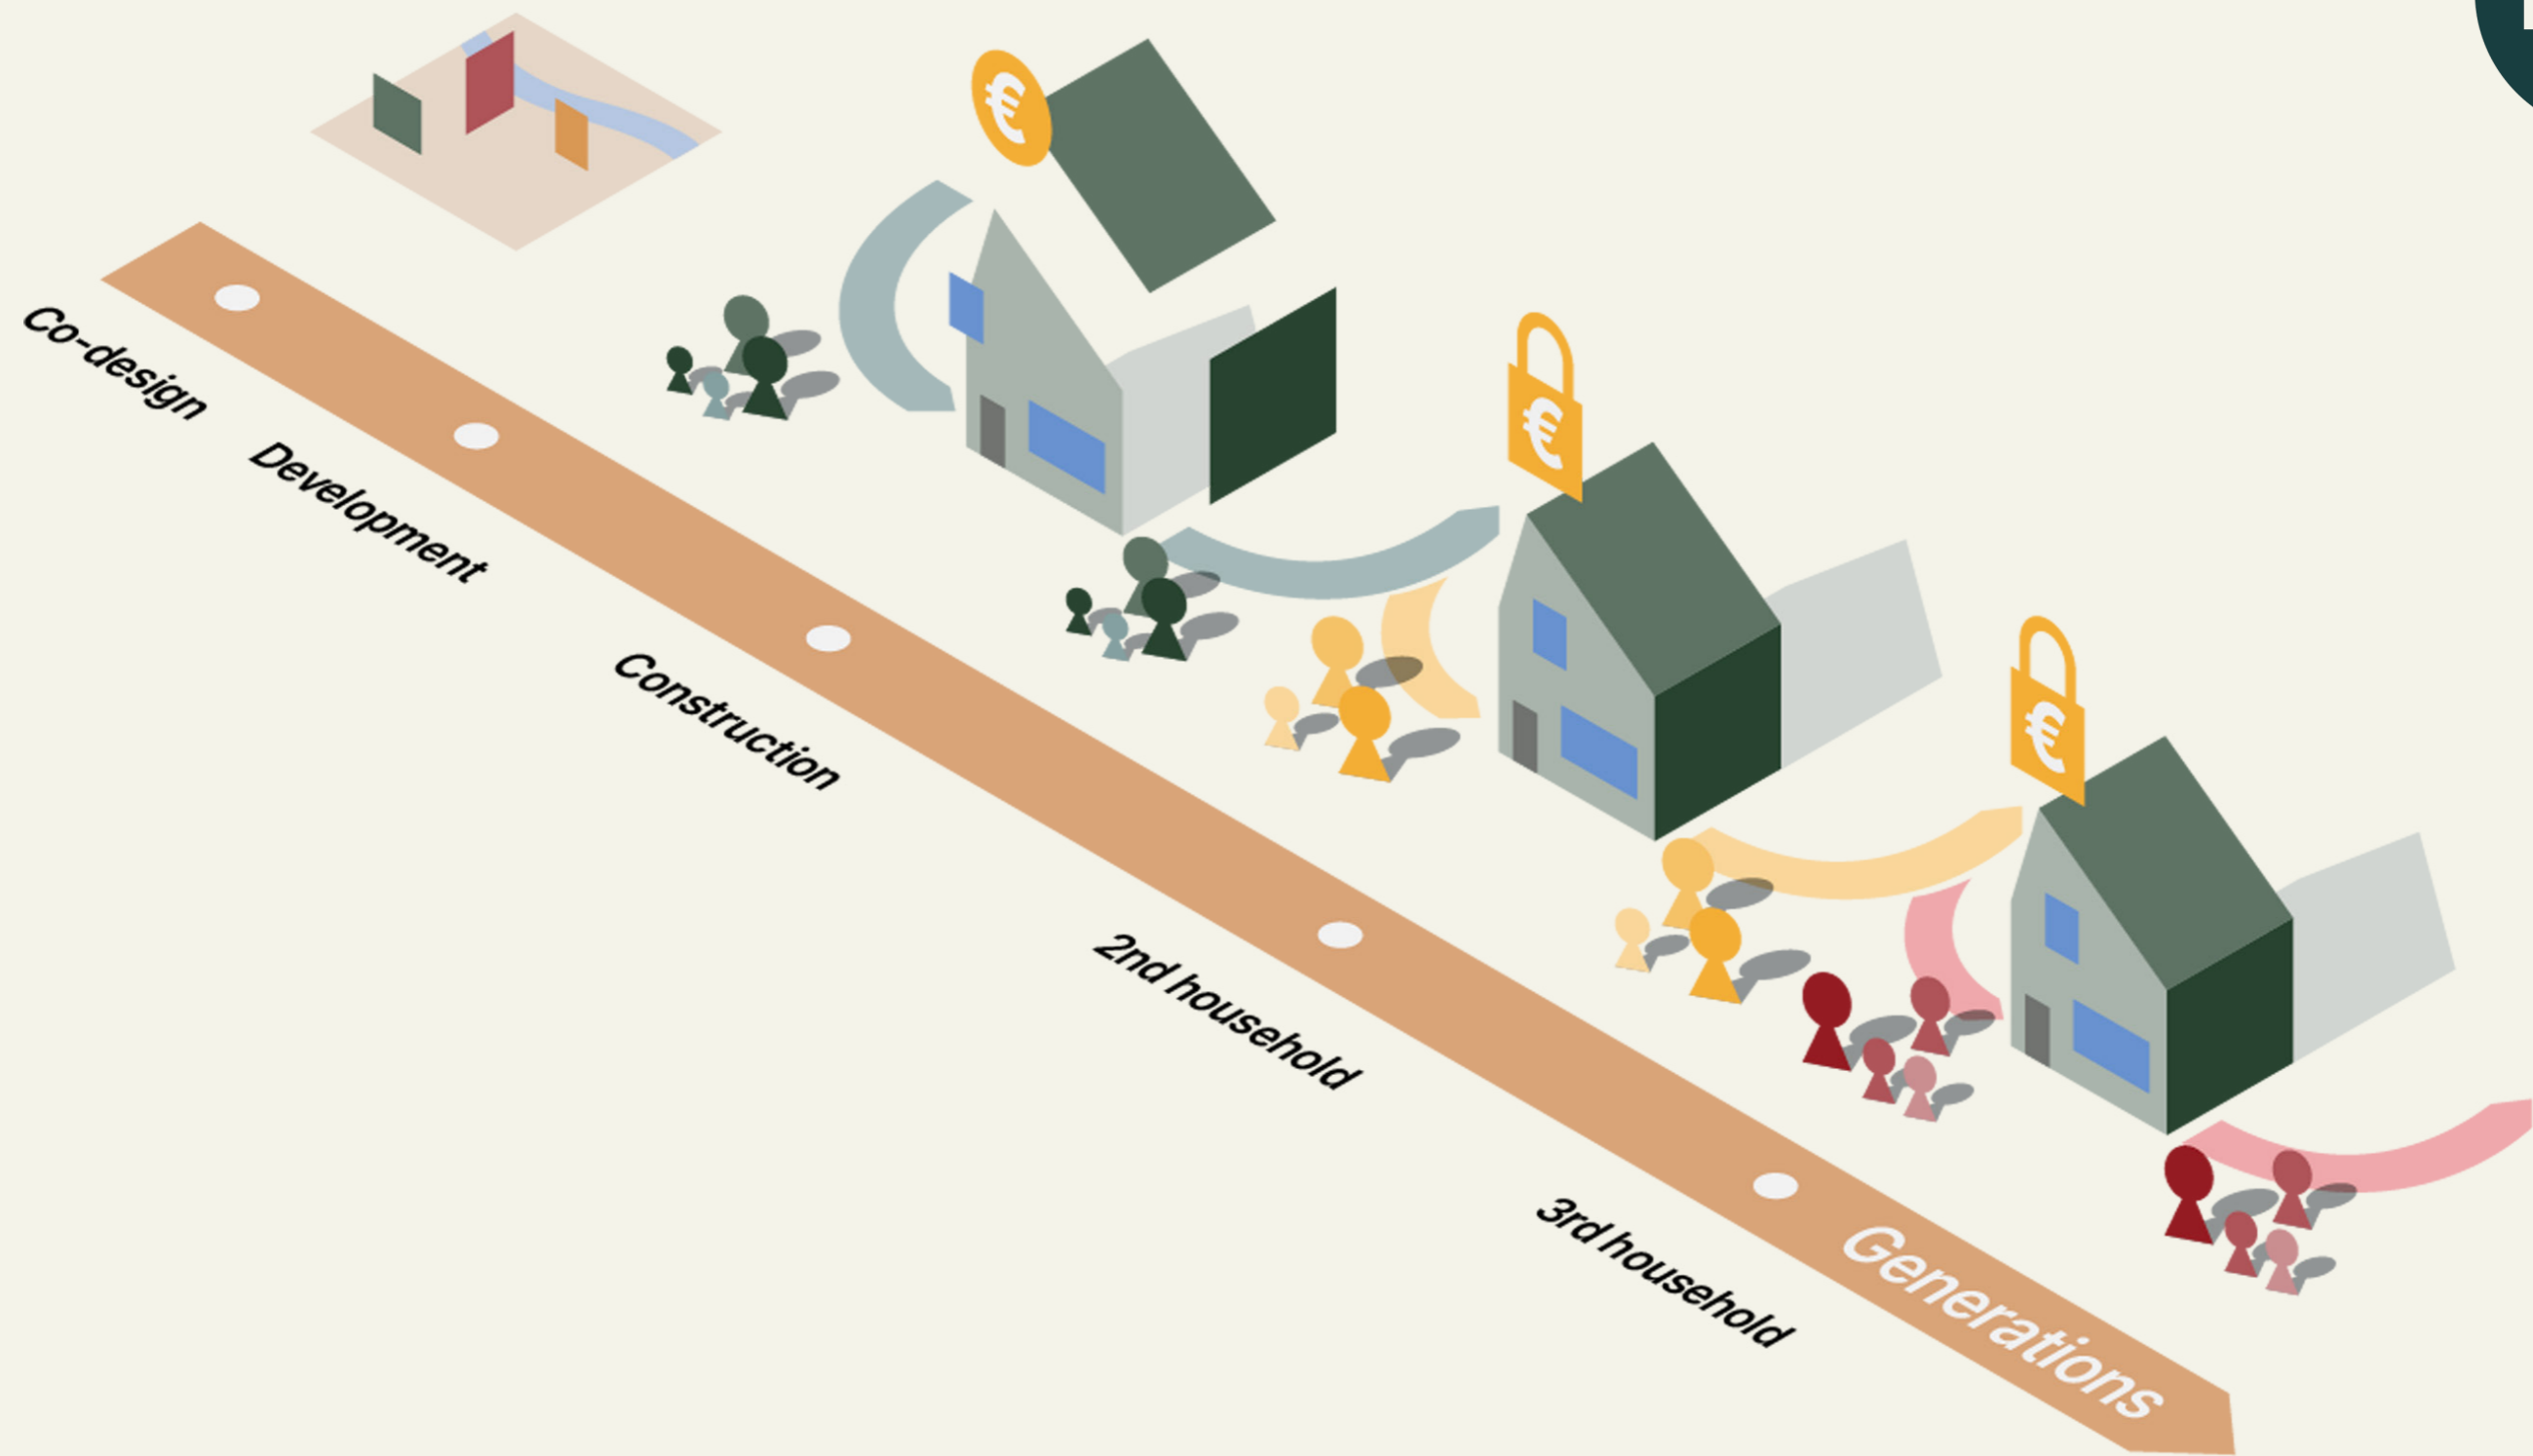 €
€
€
Co-design
Development
Construction
2nd household
3rd household
Generations